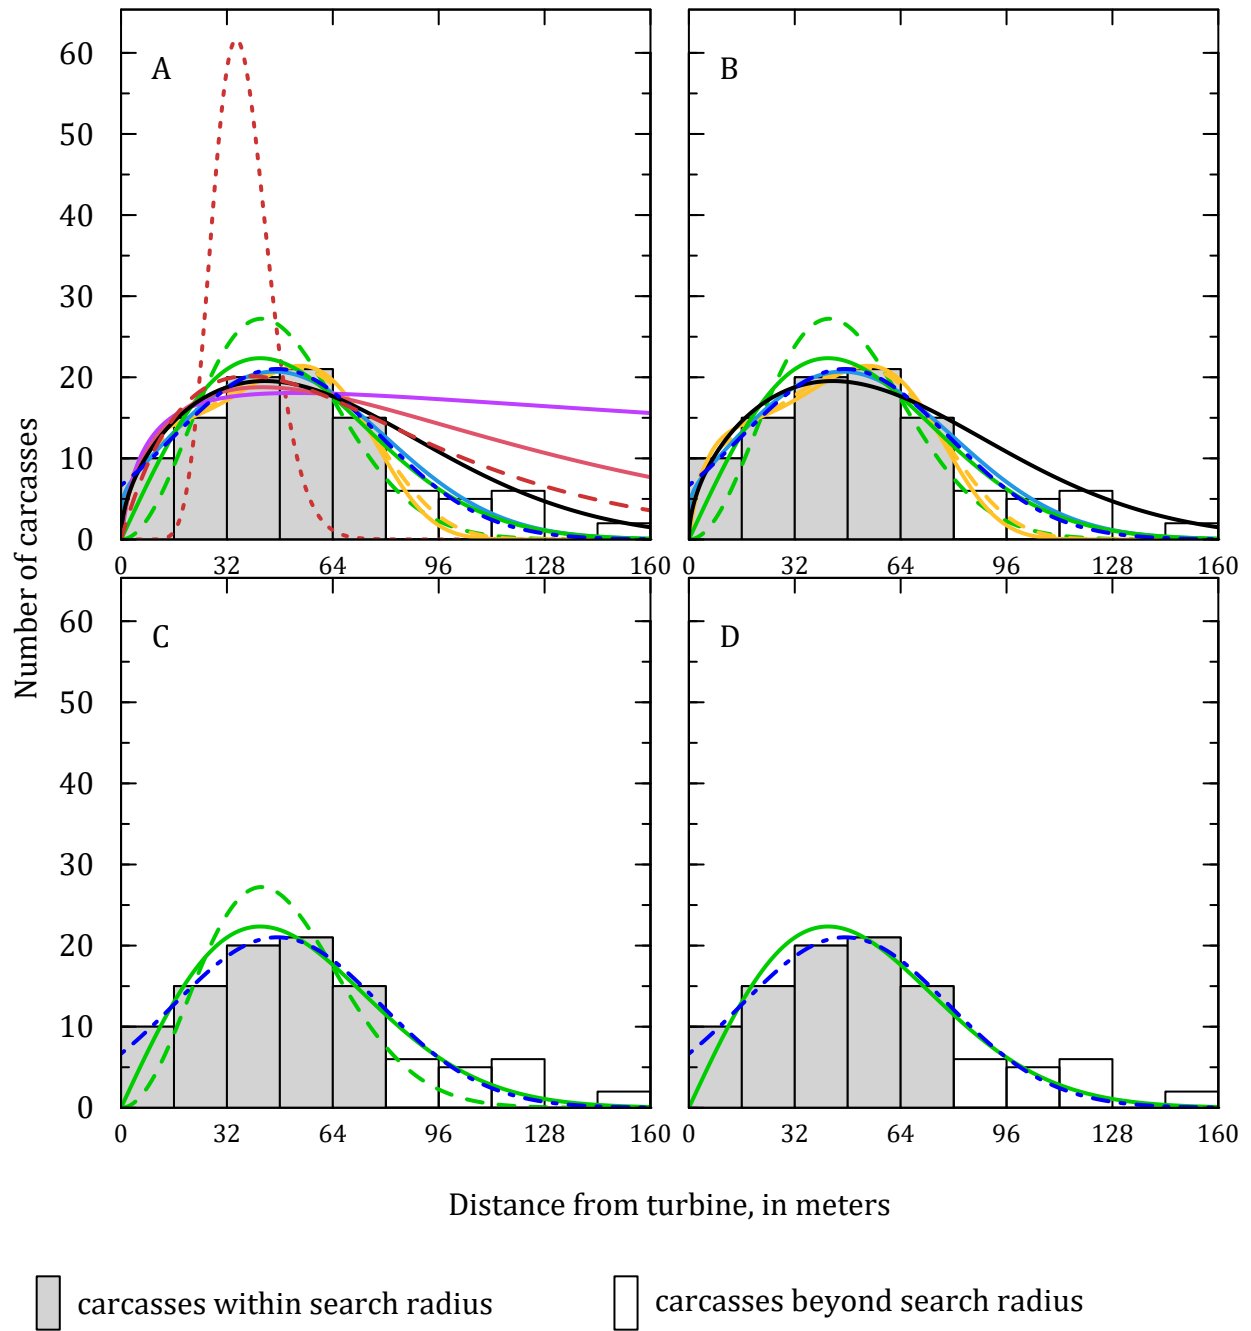 A
B
60
50
40
30
20
10
0
0 32 64 96 128 160 0 32 64 96 128 160
C
D
60
50
40
30
20
10
0
0 32 64 96 128 160 0 32 64 96 128 160
Number of carcasses
Distance from turbine, in meters
carcasses within search radius
carcasses beyond search radius